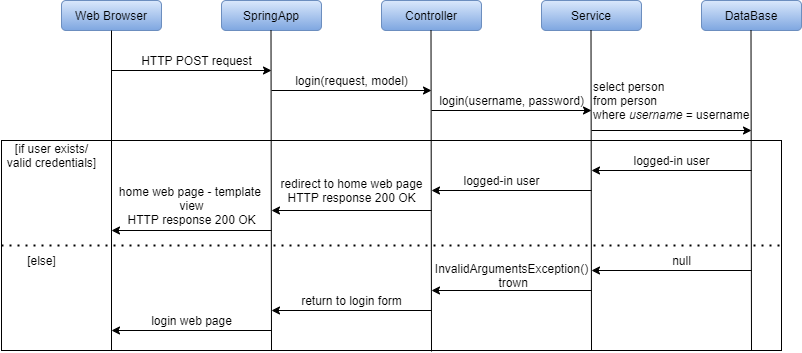 Web Browser
SpringApp
Controller
Service
DataBase
HTTP POST request
login(request, model)
login(username, password)
select person
from person
where username = username
[if user exists/
valid credentials]
logged-in user
logged-in user
redirect to home web page
HTTP response 200 OK
home web page - template
view
HTTP response 200 OK
[else]
null
InvalidArgumentsException()
trown
return to login form
login web page